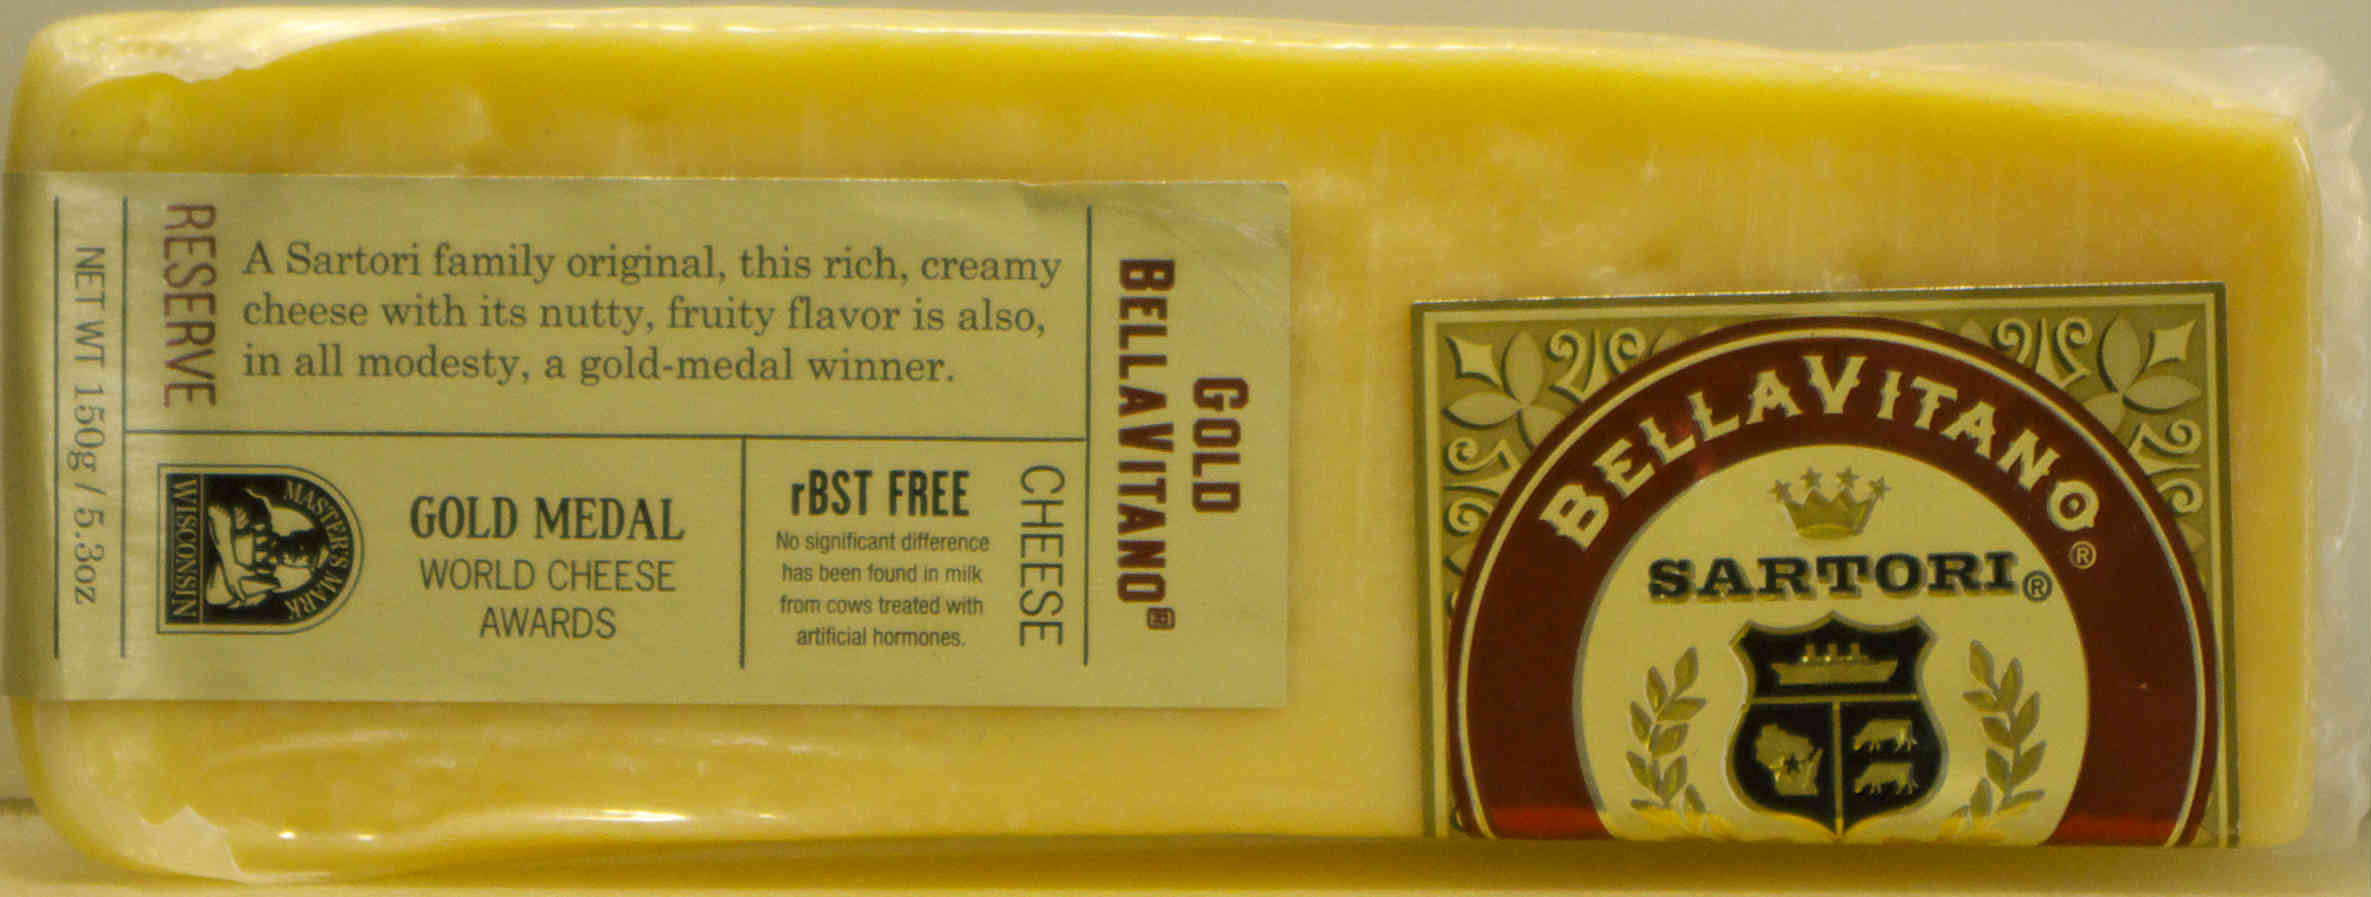 NET WT 150g / 5.3oz
RESERVE
A Sartori family original, this rich, creamy
cheese with its nutty, fruity flavor is also,
in all modesty, a gold-medal winner.
MASTER'S MARK
WISCONSIN
GOLD MEDAL
WORLD CHEESE
AWARDS
rBST FREE
No significant difference
has been found in milk
from cows treated with
artificial hormones.
CHEESE
GOLD
BELLAVITANO®
BELLAVITANO®
SARTORI®